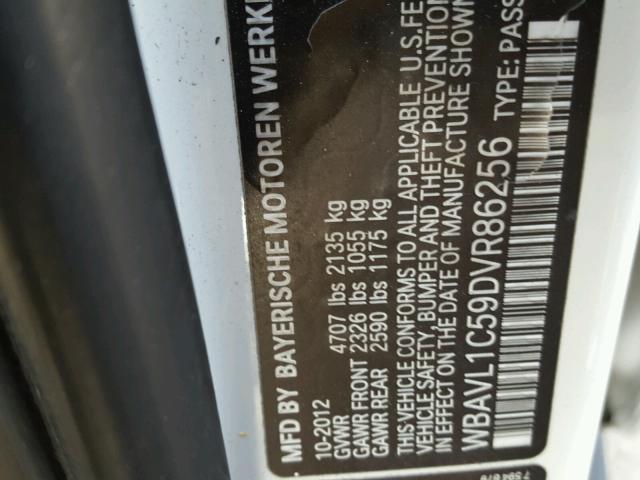 MFD BY BAYERISCHE MOTOREN WERKE
10-2012
GVWR 4707 lbs 2135 kg
GAWR FRONT 2326 lbs 1055 kg
GAWR REAR 2590 lbs 1175 kg
THIS VEHICLE CONFORMS TO ALL APPLICABLE U.S.FE
VEHICLE SAFETY, BUMPER AND THEFT PREVENTION
IN EFFECT ON THE DATE OF MANUFACTURE SHOWN
WBAVL1C59DVR86256 TYPE: PASS